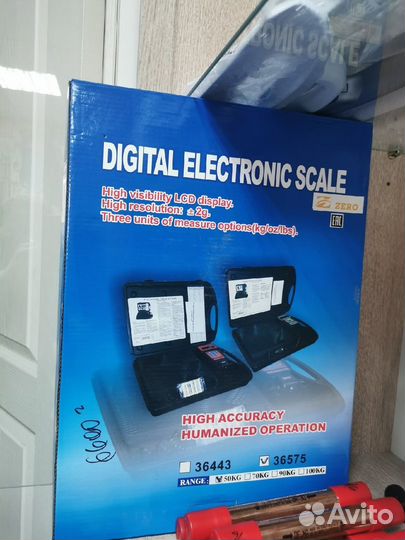 DIGITAL ELECTRONIC SCALE
High visibility LCD display.
High resolution: ± 2g.
Three units of measure options(kg/oz/lbs).
ZERO
EAC
HIGH ACCURACY
HUMANIZED OPERATION
36443 ✓ 36575
RANGE: ✓ 50KG 70KG 90KG 100KG
Avito